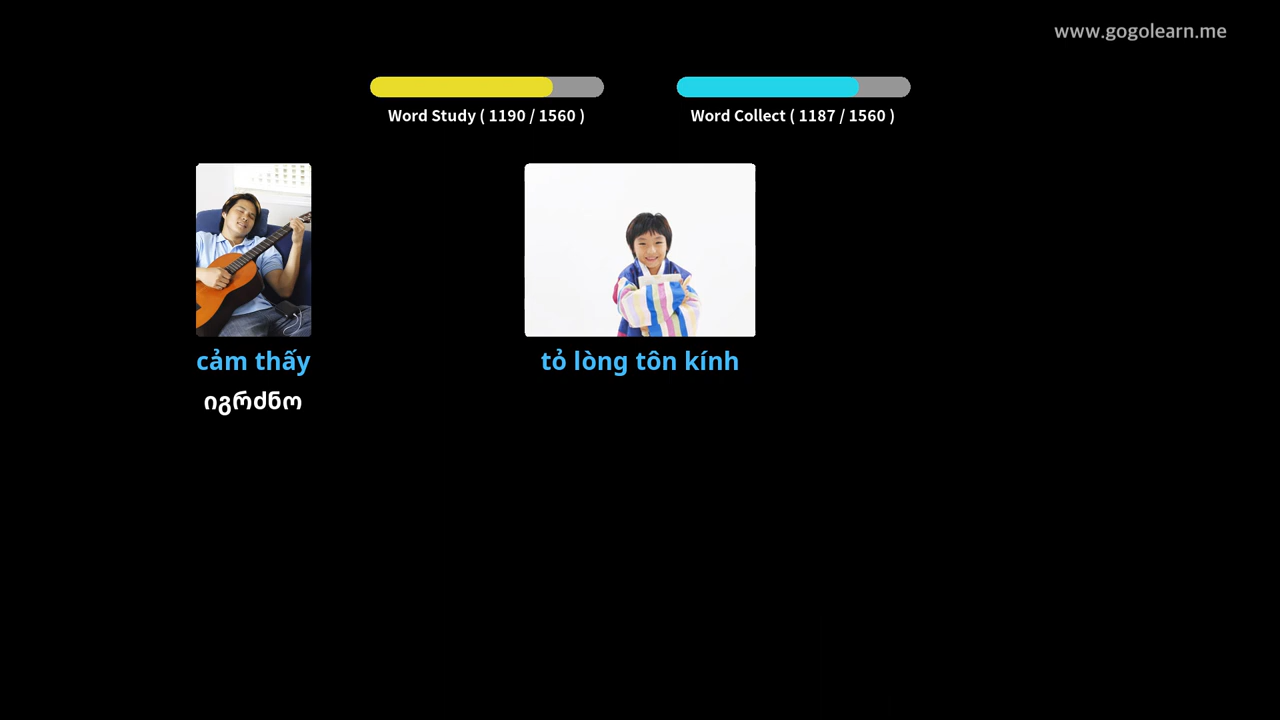 www.gogolearn.me
Word Study ( 1190 / 1560 )
Word Collect ( 1187 / 1560 )
cảm thấy
იგრძნო
tỏ lòng tôn kính